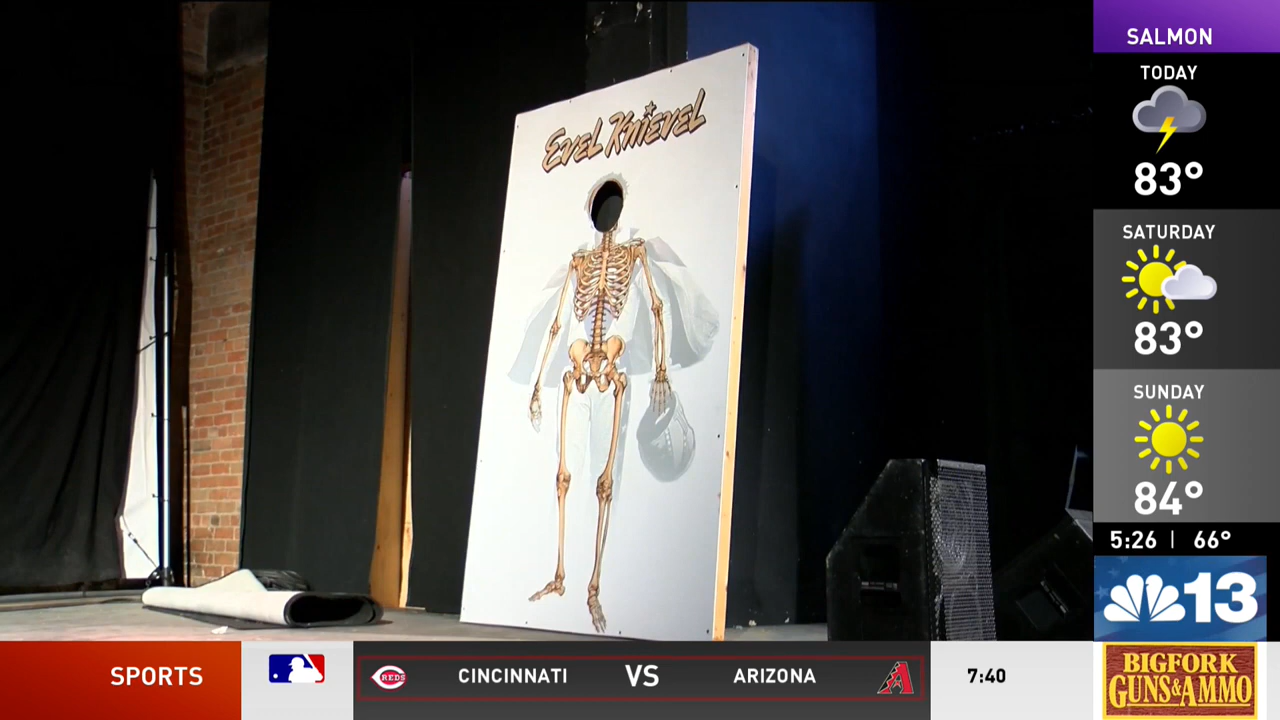 EVEL KNIEVEL
SALMON
TODAY
83°
SATURDAY
83°
SUNDAY
84°
5:26 | 66°
13
SPORTS
REDS
CINCINNATI VS ARIZONA
7:40
BIGFORK
GUNS & AMMO